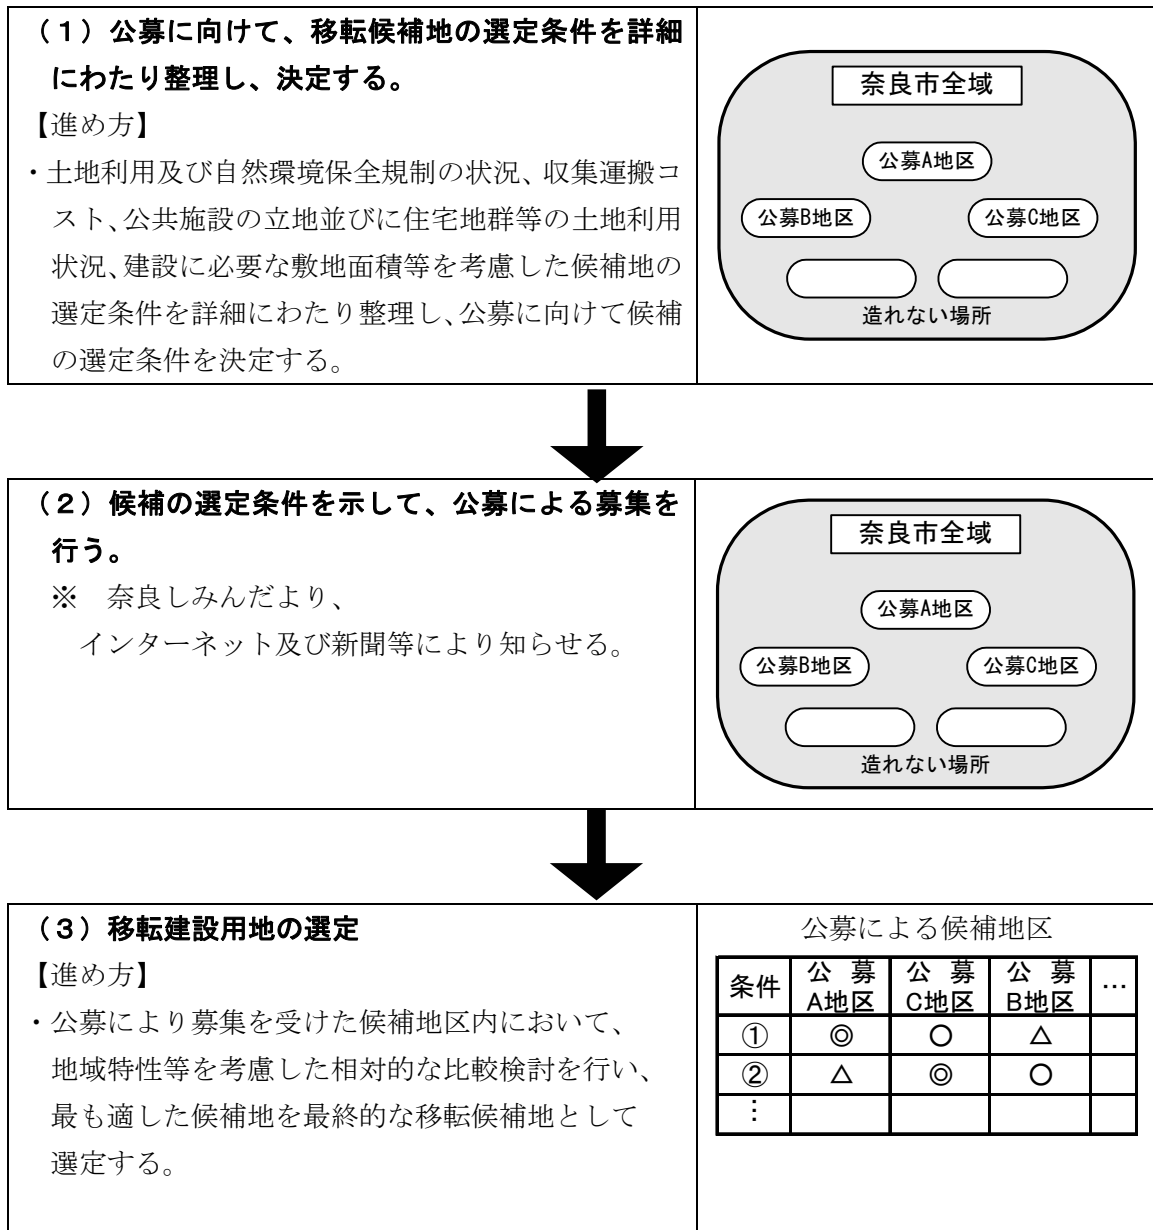 （１）公募に向けて、移転候補地の選定条件を詳細
にわたり整理し、決定する。
【進め方】
・土地利用及び自然環境保全規制の状況、収集運搬コ
スト、公共施設の立地並びに住宅地群等の土地利用
状況、建設に必要な敷地面積等を考慮した候補地の
選定条件を詳細にわたり整理し、公募に向けて候補
の選定条件を決定する。
奈良市全域
公募A地区
公募B地区
公募C地区
造れない場所
（２）候補の選定条件を示して、公募による募集を
行う。
※　奈良しみんだより、
インターネット及び新聞等により知らせる。
奈良市全域
公募A地区
公募B地区
公募C地区
造れない場所
（３）移転建設用地の選定
【進め方】
・公募により募集を受けた候補地区内において、
地域特性等を考慮した相対的な比較検討を行い、
最も適した候補地を最終的な移転候補地として
選定する。
公募による候補地区
条件 公　募 公　募 公　募 …
A地区 C地区 B地区
① ◎ ○ △
② △ ◎ ○
⋮